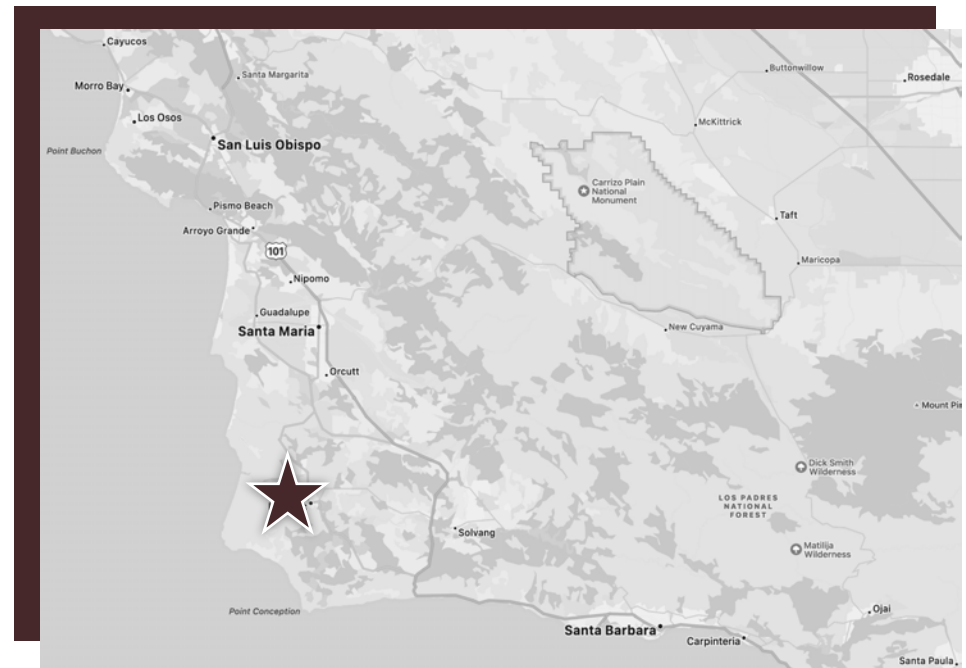 Cayucos
Santa Margarita
Buttonwillow
Rosedale
Morro Bay
Los Osos
McKittrick
San Luis Obispo
Point Buchon
Carrizo Plain
National
Monument
Pismo Beach
Taft
Arroyo Grande
101
Maricopa
Nipomo
Guadalupe
Santa Maria
New Cuyama
Orcutt
Mount Pi
Dick Smith
Wilderness
LOS PADRES
NATIONAL
FOREST
Solvang
Matilija
Wilderness
Point Conception
Ojai
Santa Barbara
Carpinteria
Santa Paula